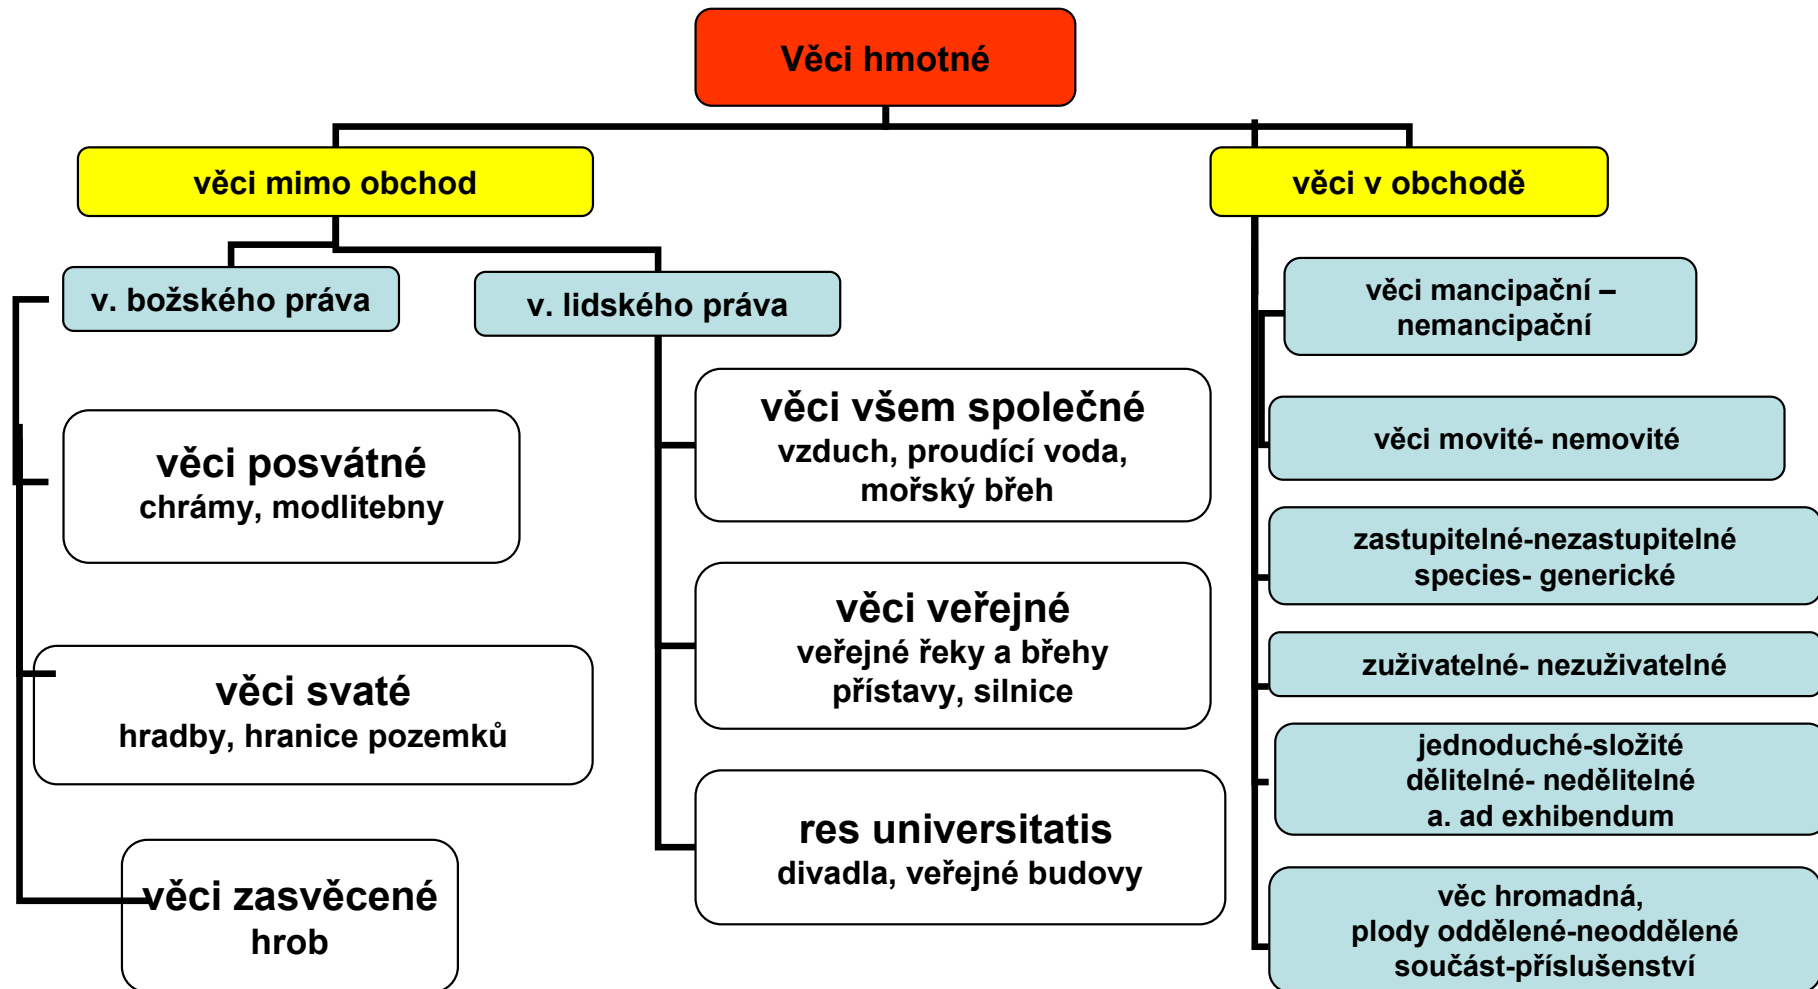 Věci hmotné
věci mimo obchod
věci v obchodě
v. božského práva
v. lidského práva
věci posvátné
chrámy, modlitebny
věci svaté
hradby, hranice pozemků
věci zasvěcené
hrob
věci všem společné
vzduch, proudící voda,
mořský břeh
věci veřejné
veřejné řeky a břehy
přístavy, silnice
res universitatis
divadla, veřejné budovy
věci mancipační –
nemancipační
věci movité- nemovité
zastupitelné-nezastupitelné
species- generické
zuživatelné- nezuživatelné
jednoduché-složité
dělitelné- nedělitelné
a. ad exhibendum
věc hromadná,
plody oddělené-neoddělené
součást-příslušenství